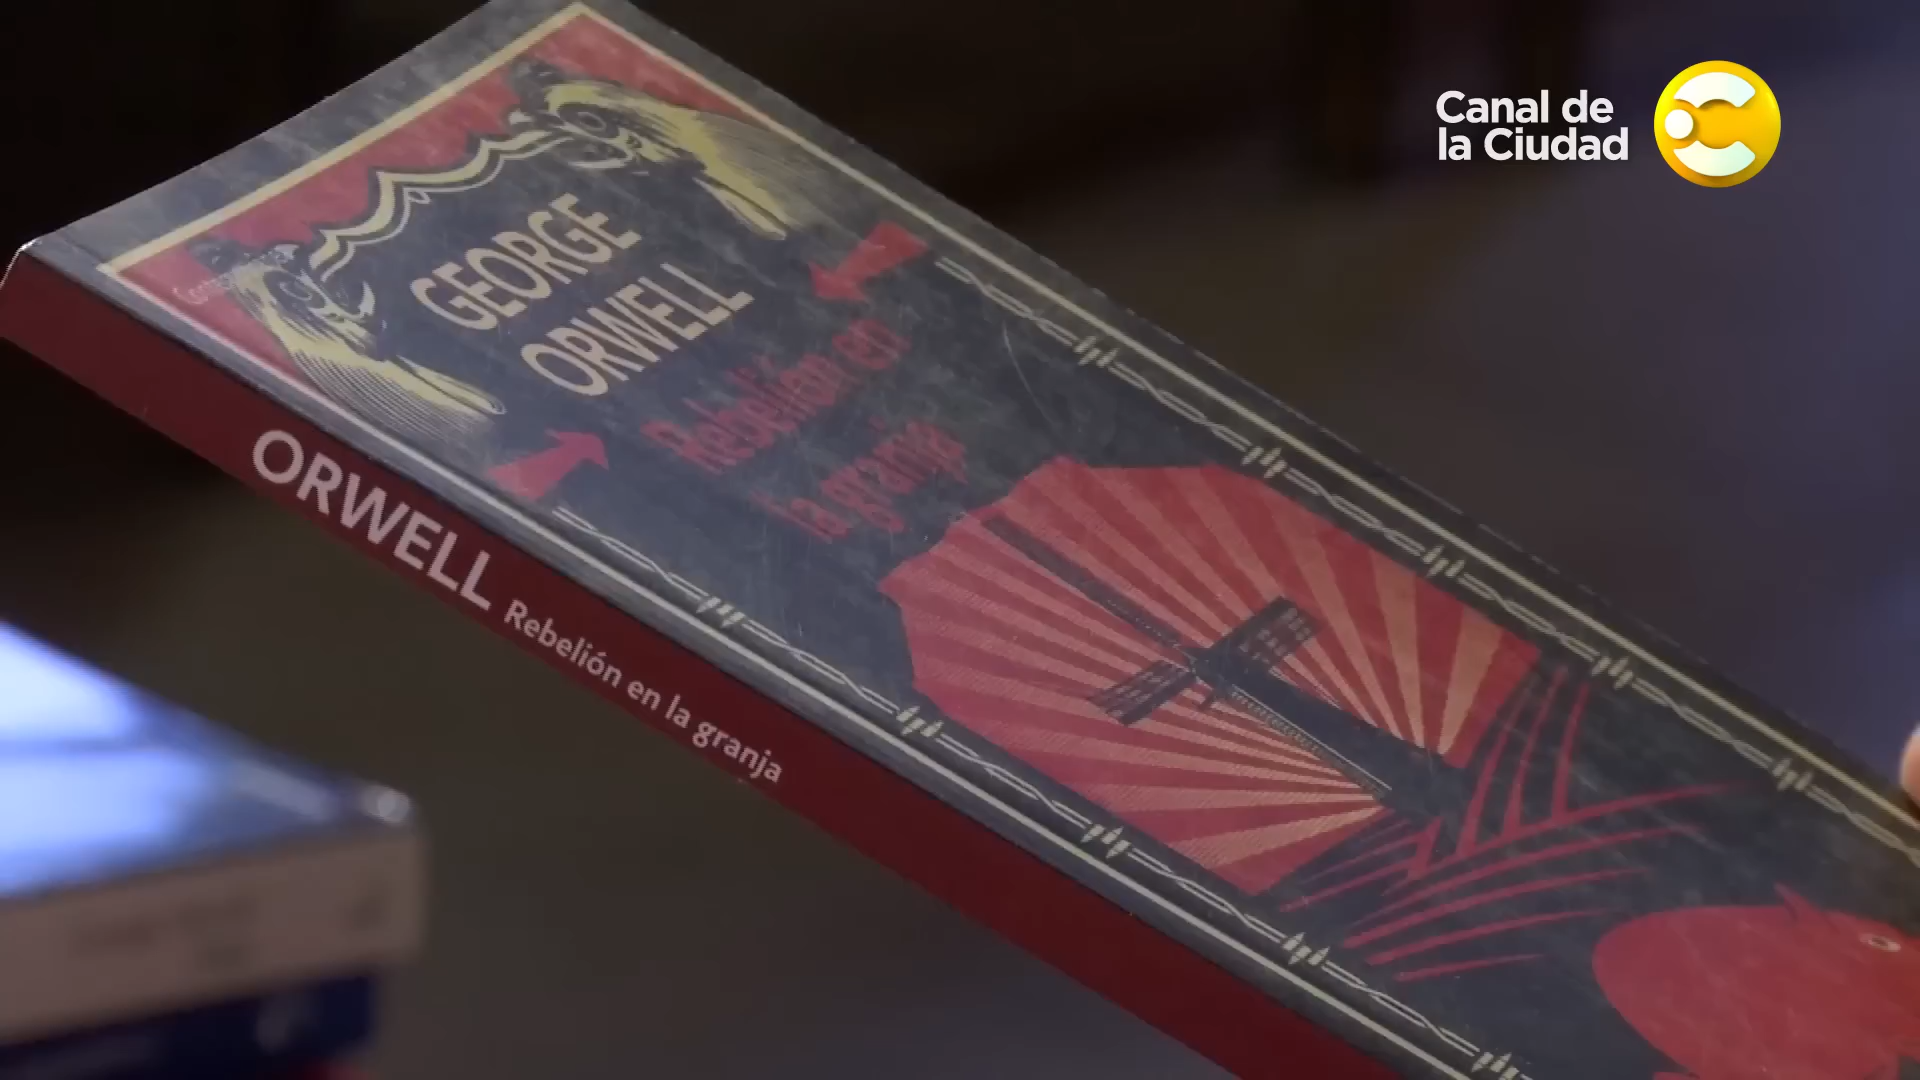 Canal de
la Ciudad
GEORGE
ORWELL
Rebelión en
la granja
ORWELL Rebelión en la granja